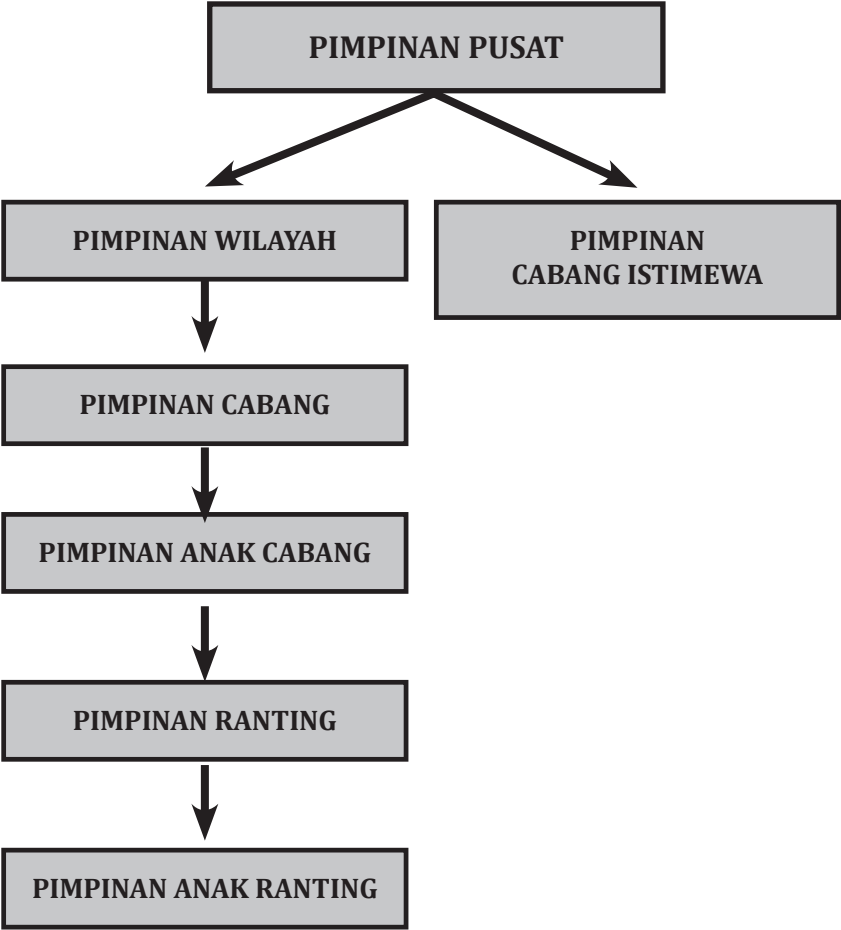 PIMPINAN PUSAT
PIMPINAN WILAYAH
PIMPINAN
CABANG ISTIMEWA
PIMPINAN CABANG
PIMPINAN ANAK CABANG
PIMPINAN RANTING
PIMPINAN ANAK RANTING